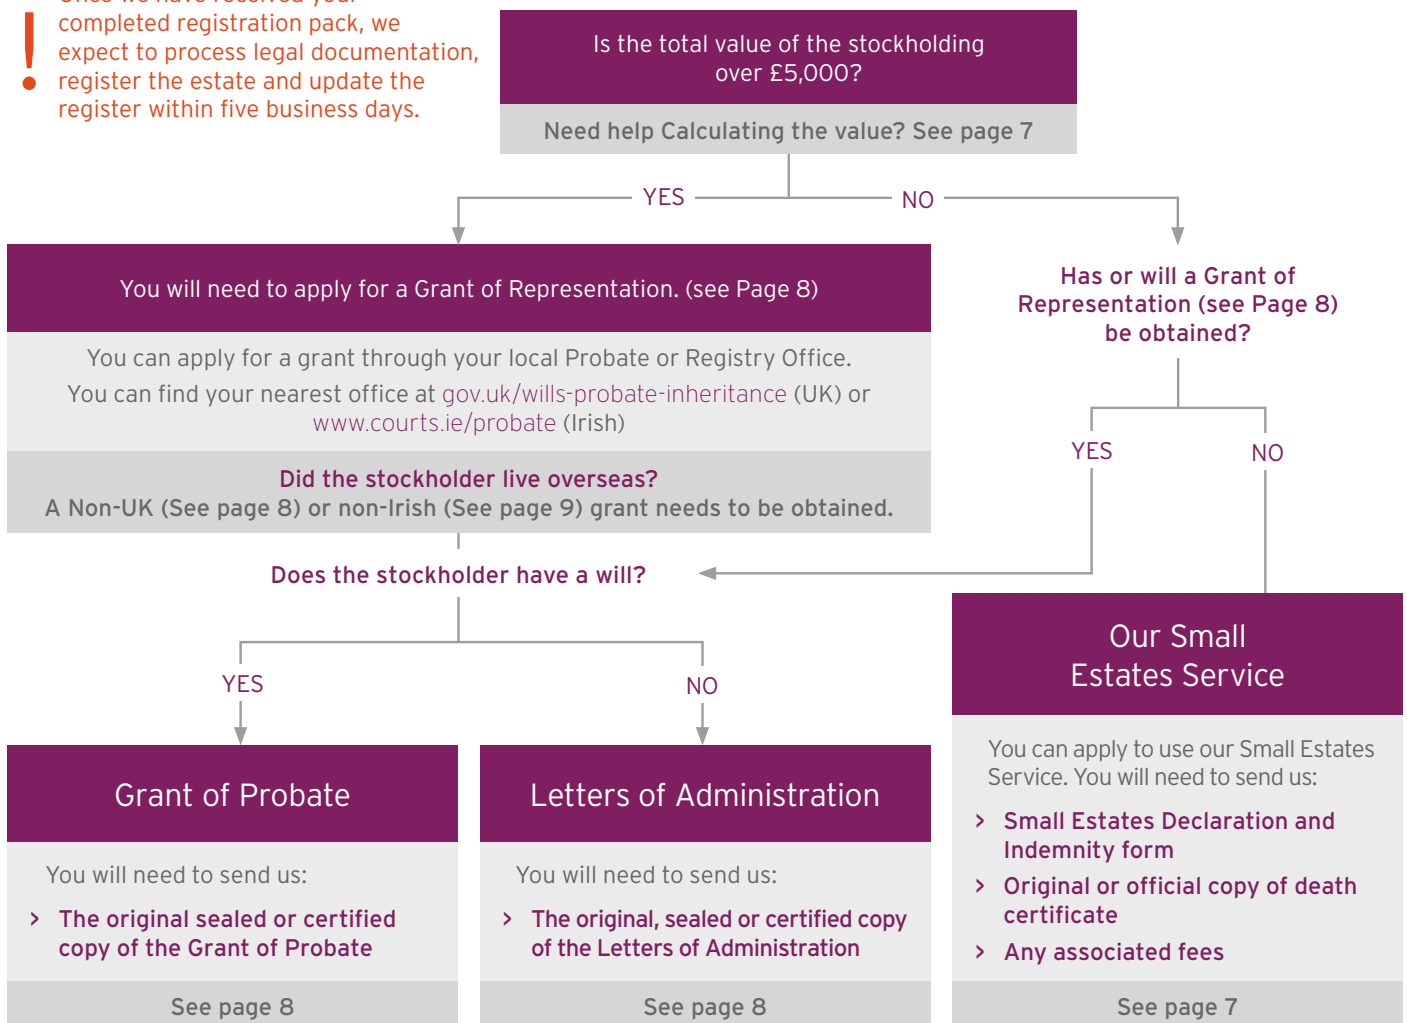 Once we have received your
completed registration pack, we
expect to process legal documentation,
register the estate and update the
register within five business days.
!
Is the total value of the stockholding
over £5,000?
Need help Calculating the value? See page 7
YES
NO
You will need to apply for a Grant of Representation. (see Page 8)
You can apply for a grant through your local Probate or Registry Office.
You can find your nearest office at gov.uk/wills-probate-inheritance (UK) or
www.courts.ie/probate (Irish)
Did the stockholder live overseas?
A Non-UK (See page 8) or non-Irish (See page 9) grant needs to be obtained.
Has or will a Grant of
Representation (see Page 8)
be obtained?
YES
NO
Does the stockholder have a will?
YES
NO
Grant of Probate
You will need to send us:
> The original sealed or certified
copy of the Grant of Probate
See page 8
Letters of Administration
You will need to send us:
> The original, sealed or certified copy
of the Letters of Administration
See page 8
Our Small
Estates Service
You can apply to use our Small Estates
Service. You will need to send us:
> Small Estates Declaration and
Indemnity form
> Original or official copy of death
certificate
> Any associated fees
See page 7